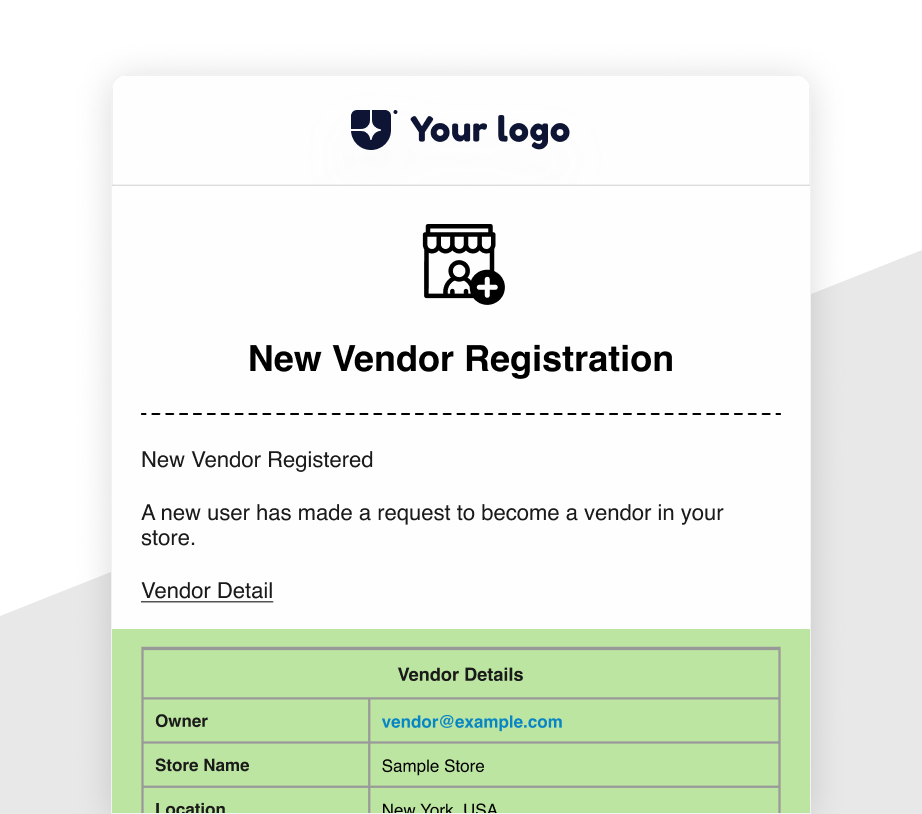 Your logo
New Vendor Registration
New Vendor Registered
A new user has made a request to become a vendor in your
store.
Vendor Detail
Vendor Details
Owner vendor@example.com
Store Name Sample Store
Location New York, USA